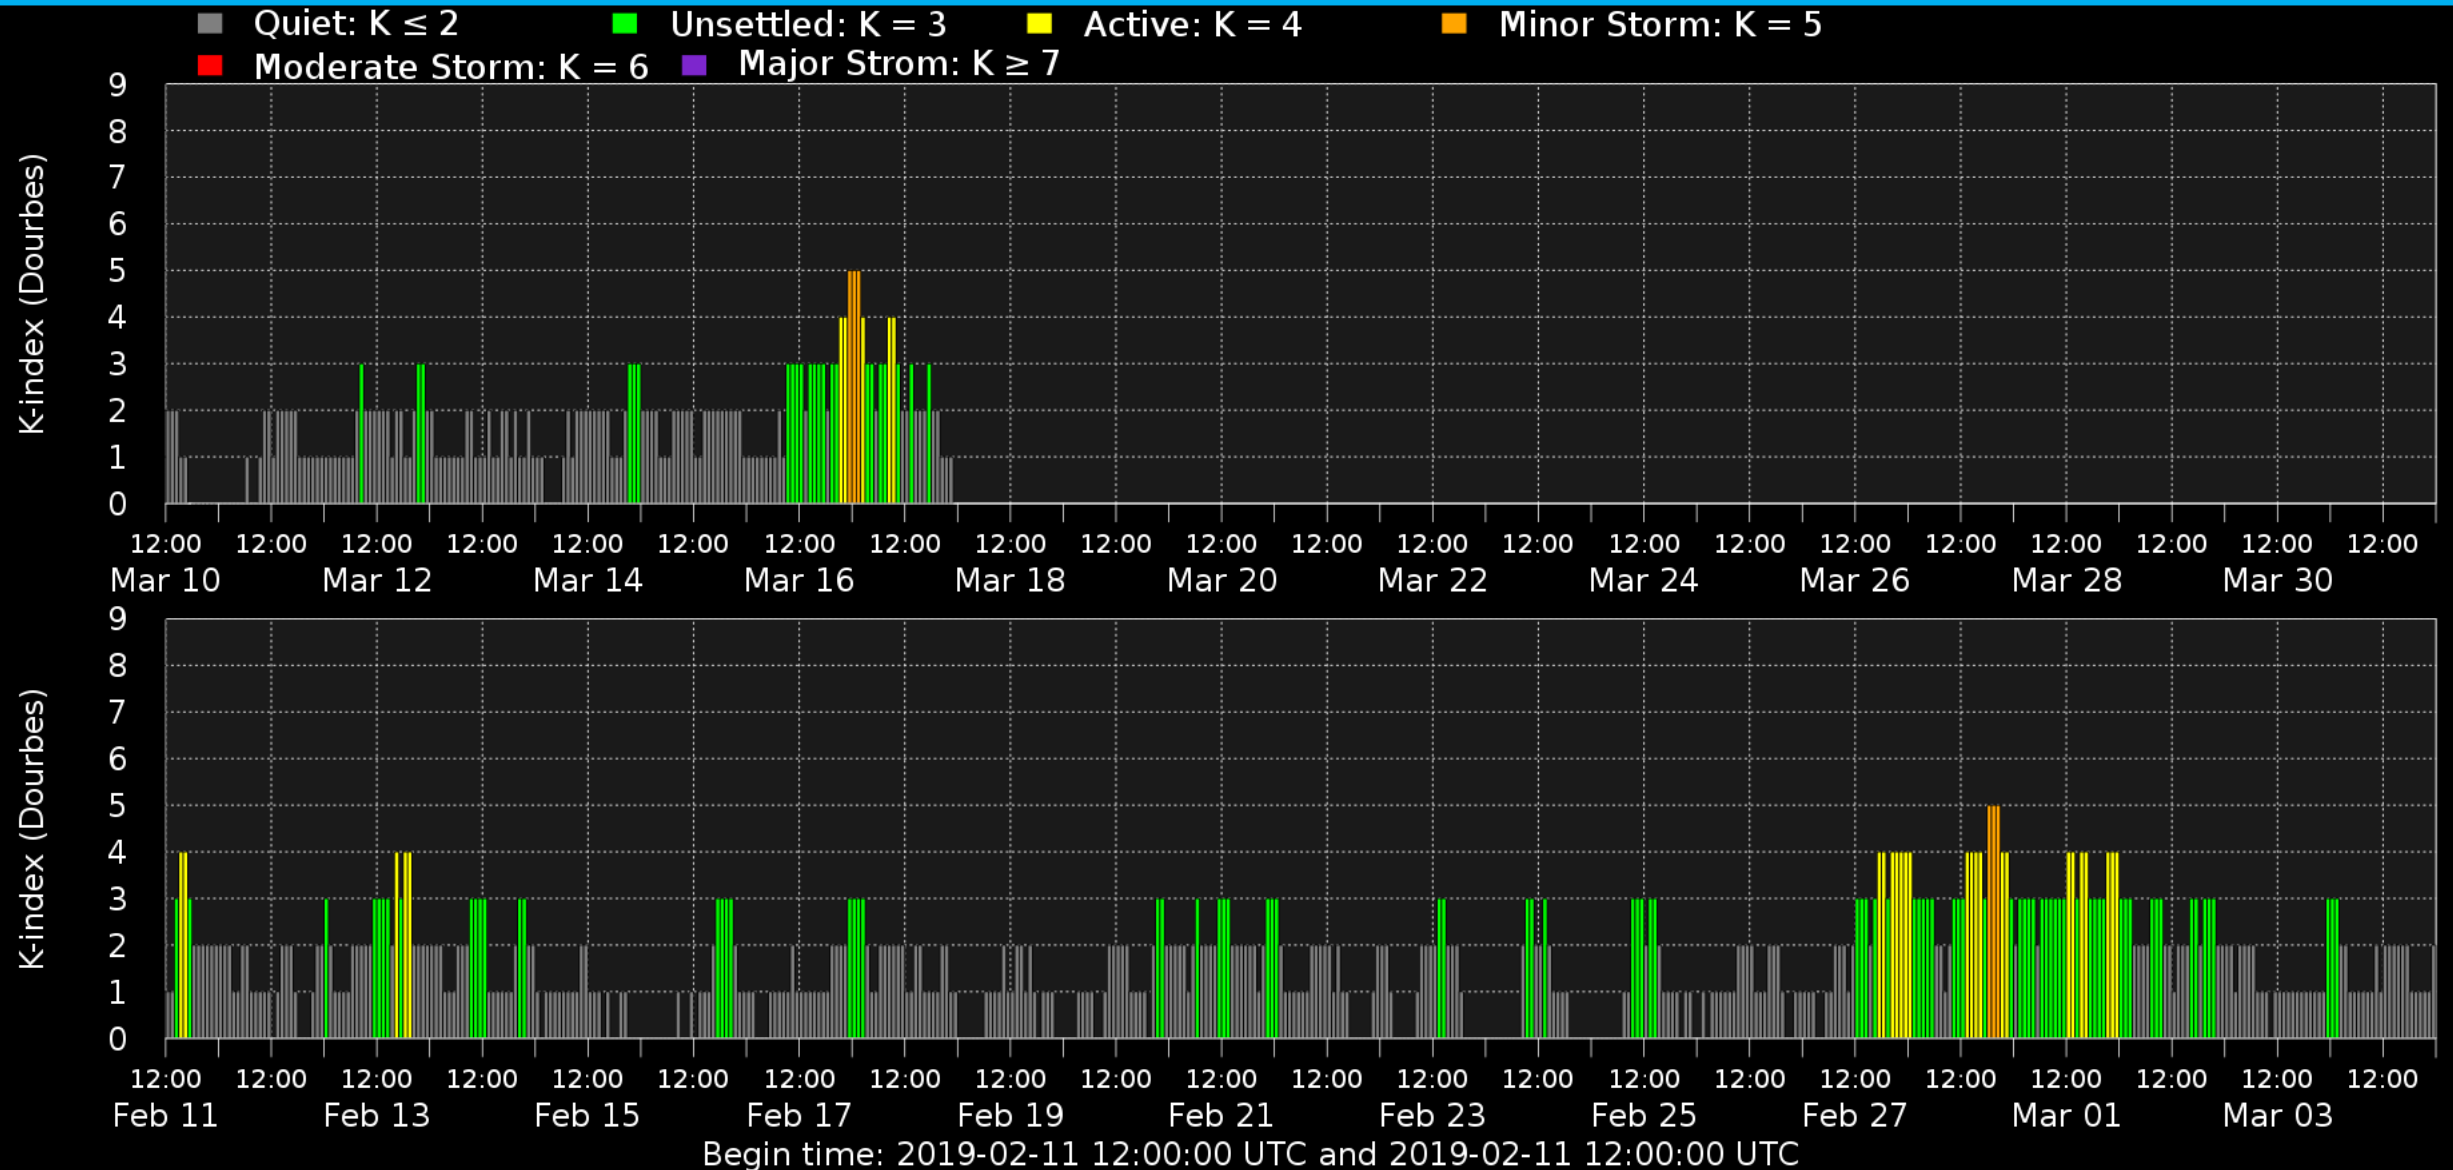 Quiet: K ≤ 2 Unsettled: K = 3 Active: K = 4 Minor Storm: K = 5
Moderate Storm: K = 6 Major Strom: K ≥ 7
K-index (Dourbes)
9
8
7
6
5
4
3
2
1
0
12:00 12:00 12:00 12:00 12:00 12:00 12:00 12:00 12:00 12:00 12:00 12:00 12:00 12:00 12:00 12:00 12:00 12:00 12:00 12:00 12:00 12:00
Mar 10 Mar 12 Mar 14 Mar 16 Mar 18 Mar 20 Mar 22 Mar 24 Mar 26 Mar 28 Mar 30
K-index (Dourbes)
9
8
7
6
5
4
3
2
1
0
12:00 12:00 12:00 12:00 12:00 12:00 12:00 12:00 12:00 12:00 12:00 12:00 12:00 12:00 12:00 12:00 12:00 12:00 12:00 12:00 12:00 12:00
Feb 11 Feb 13 Feb 15 Feb 17 Feb 19 Feb 21 Feb 23 Feb 25 Feb 27 Mar 01 Mar 03
Begin time: 2019-02-11 12:00:00 UTC and 2019-02-11 12:00:00 UTC